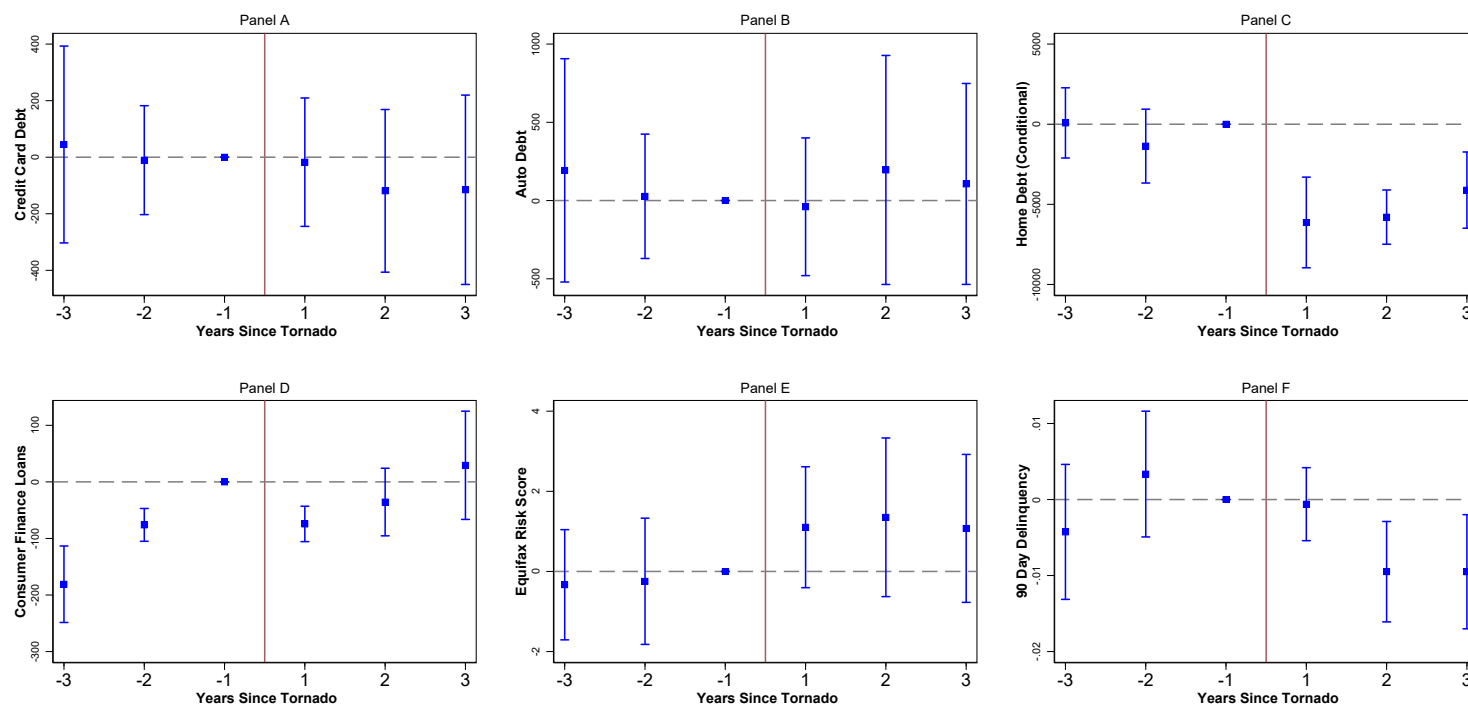 Panel A
Credit Card Debt
400
200
0
-200
-400
-3 -2 -1 1 2 3
Years Since Tornado
Panel B
Auto Debt
1000
500
0
-500
-3 -2 -1 1 2 3
Years Since Tornado
Panel C
Home Debt (Conditional)
5000
0
-5000
-10000
-3 -2 -1 1 2 3
Years Since Tornado
Panel D
Consumer Finance Loans
100
0
-100
-200
-300
-3 -2 -1 1 2 3
Years Since Tornado
Panel E
Equifax Risk Score
4
2
0
-2
-3 -2 -1 1 2 3
Years Since Tornado
Panel F
90 Day Delinquency
.01
0
-.01
-.02
-3 -2 -1 1 2 3
Years Since Tornado